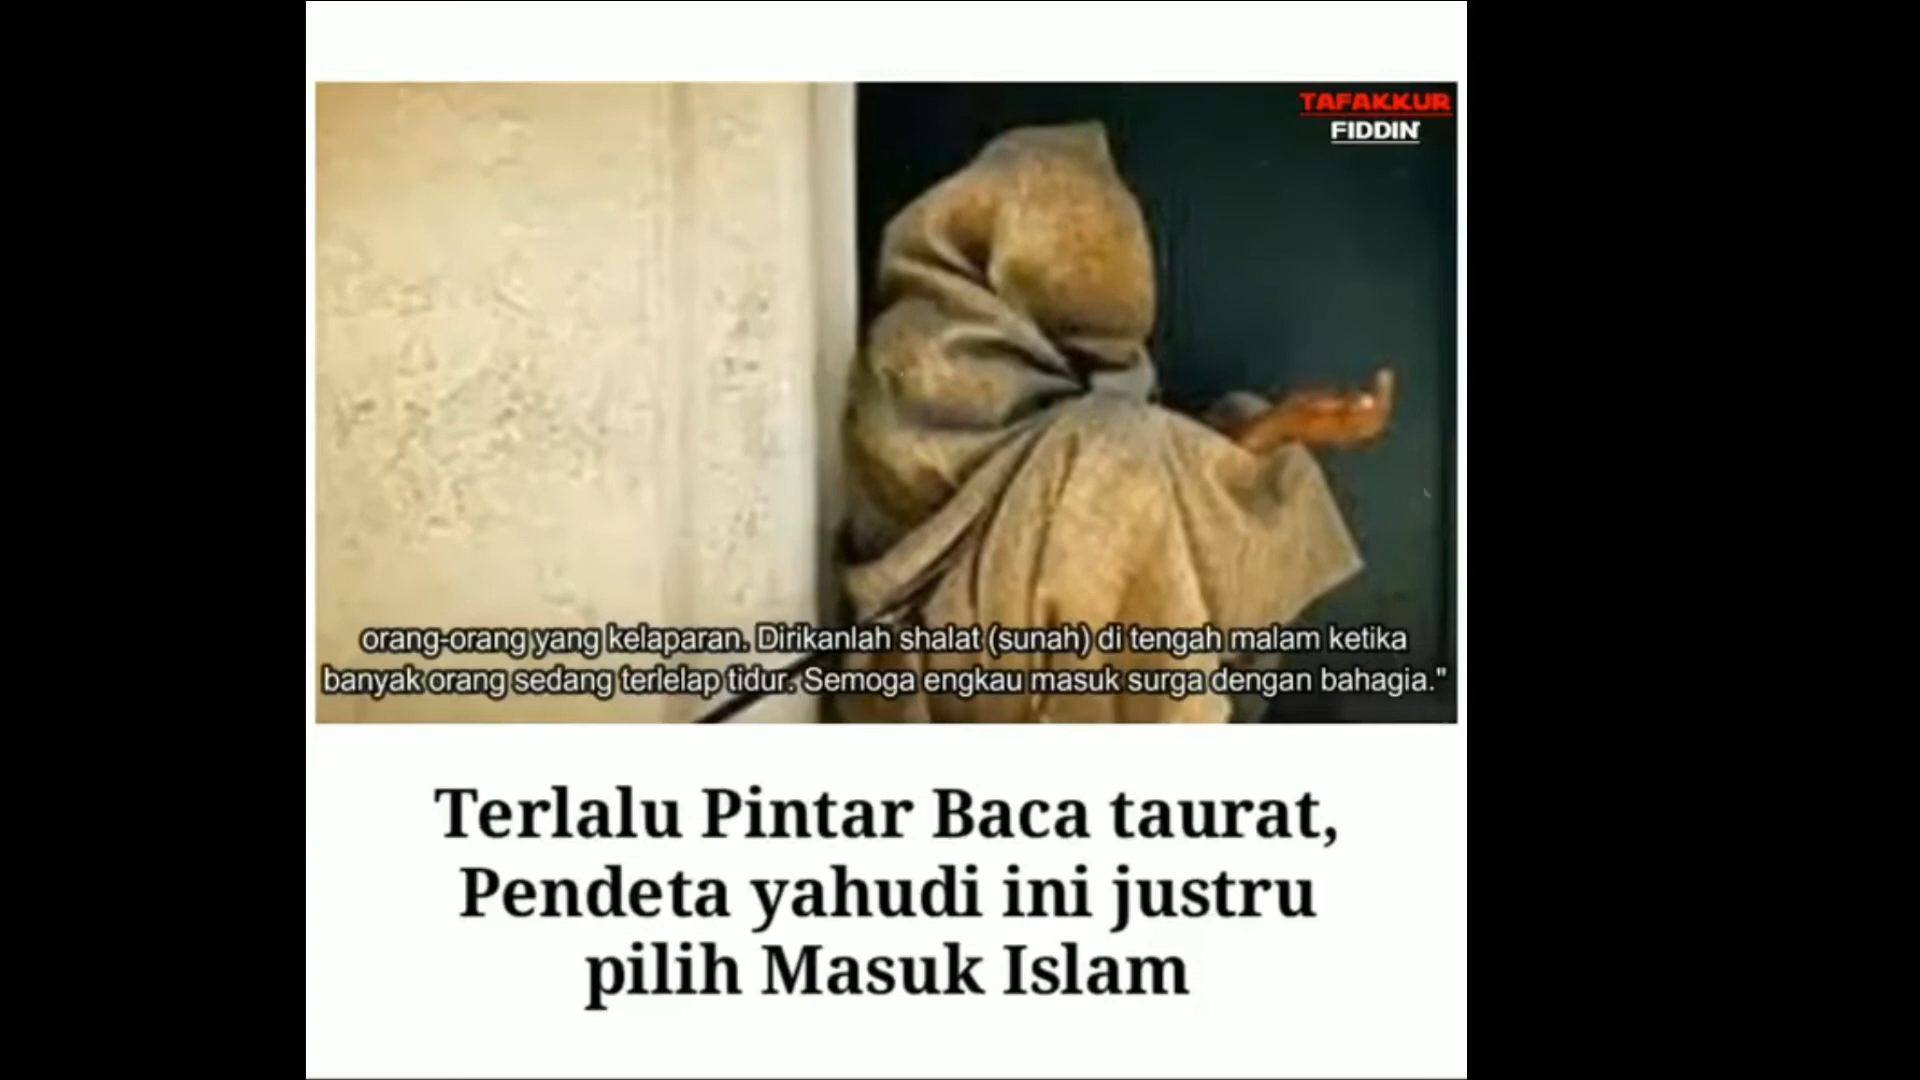 TAFAKKUR
FIDDIN
orang-orang yang kelaparan. Dirikanlah shalat (sunah) di tengah malam ketika
banyak orang sedang terlelap tidur. Semoga engkau masuk surga dengan bahagia."
Terlalu Pintar Baca taurat,
Pendeta yahudi ini justru
pilih Masuk Islam